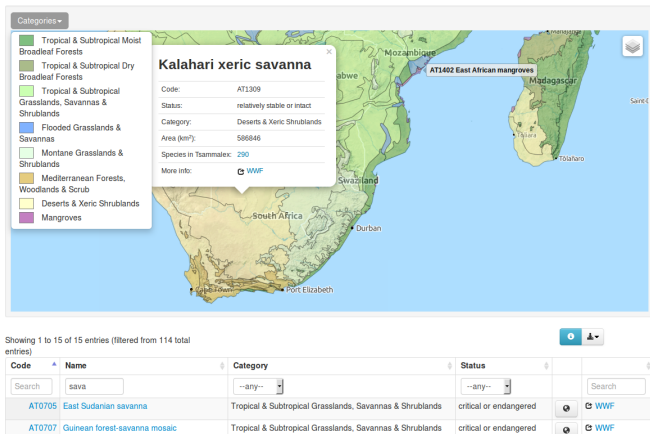 Categories
Tropical & Subtropical Moist
Broadleaf Forests
Tropical & Subtropical Dry
Broadleaf Forests
Tropical & Subtropical
Grasslands, Savannas &
Shrublands
Flooded Grasslands &
Savannas
Montane Grasslands &
Shrublands
Mediterranean Forests,
Woodlands & Scrub
Deserts & Xeric Shrublands
Mangroves
Kalahari xeric savanna
×
Code: AT1309
Status: relatively stable or intact
Category: Deserts & Xeric Shrublands
Area (km²): 586846
Species in Tsammalex: 290
More info: WWF
Mozambique
AT1402 East African mangroves
Madagascar
Toliara
Tôlañaro
Swaziland
South Africa
Durban
Cape Town
Port Elizabeth
Showing 1 to 15 of 15 entries (filtered from 114 total
entries)
Code Name Category Status
Search sava --any-- --any-- Search
AT0705 East Sudanian savanna Tropical & Subtropical Grasslands, Savannas & Shrublands critical or endangered WWF
AT0707 Guinean forest-savanna mosaic Tropical & Subtropical Grasslands, Savannas & Shrublands critical or endangered WWF